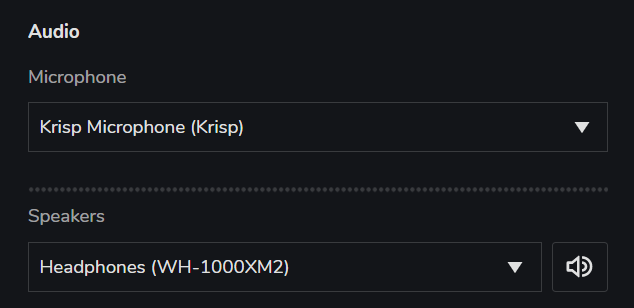 Audio
Microphone
Krisp Microphone (Krisp)
Speakers
Headphones (WH-1000XM2)